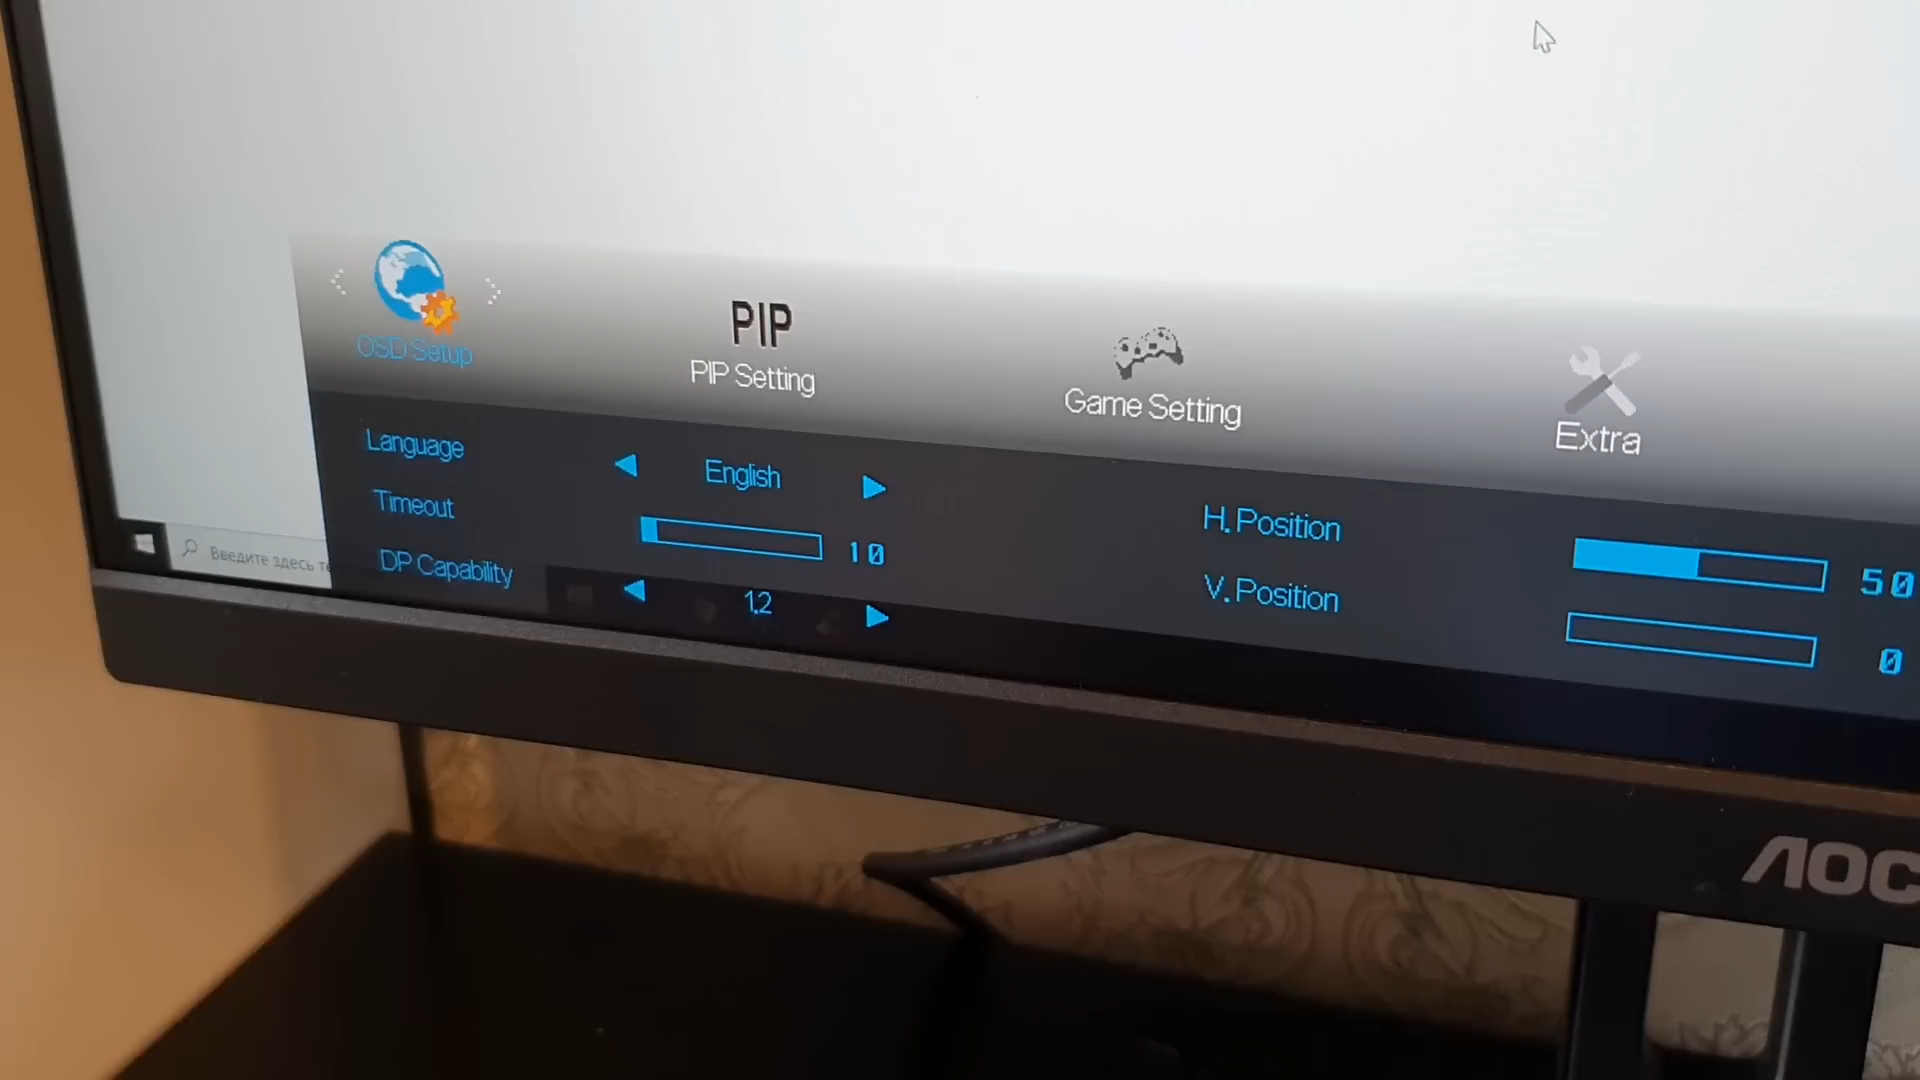 OSD Setup
PIP
PIP Setting
Game Setting
Extra
Language
English
Timeout
10
DP Capability
1.2
H. Position
50
V. Position
0
Введите здесь
AOC